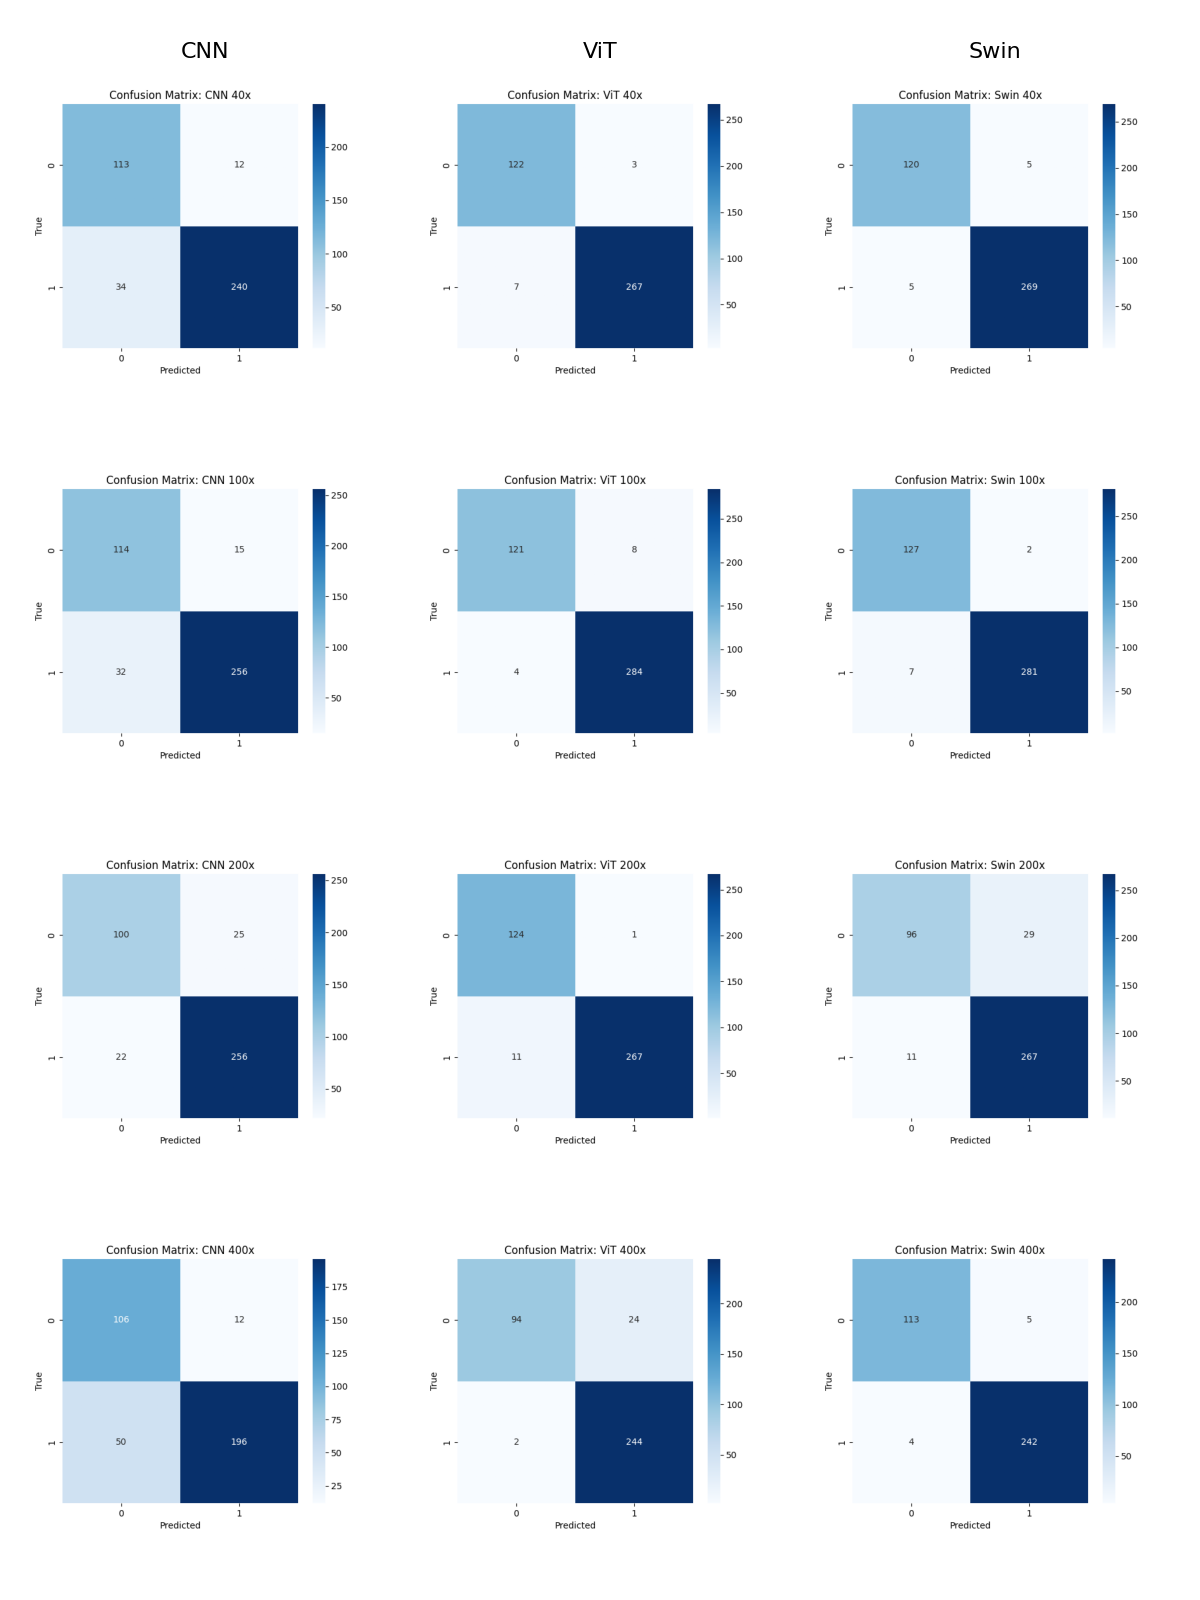 CNN ViT Swin
Confusion Matrix: CNN 40x
0 113 12
True
1 34 240
0 1
Predicted
200
150
100
50
Confusion Matrix: ViT 40x
0 122 3
True
1 7 267
0 1
Predicted
250
200
150
100
50
Confusion Matrix: Swin 40x
0 120 5
True
1 5 269
0 1
Predicted
250
200
150
100
50
Confusion Matrix: CNN 100x
0 114 15
True
1 32 256
0 1
Predicted
250
200
150
100
50
Confusion Matrix: ViT 100x
0 121 8
True
1 4 284
0 1
Predicted
250
200
150
100
50
Confusion Matrix: Swin 100x
0 127 2
True
1 7 281
0 1
Predicted
250
200
150
100
50
Confusion Matrix: CNN 200x
0 100 25
True
1 22 256
0 1
Predicted
250
200
150
100
50
Confusion Matrix: ViT 200x
0 124 1
True
1 11 267
0 1
Predicted
250
200
150
100
50
Confusion Matrix: Swin 200x
0 96 29
True
1 11 267
0 1
Predicted
250
200
150
100
50
Confusion Matrix: CNN 400x
0 106 12
True
1 50 196
0 1
Predicted
175
150
125
100
75
50
25
Confusion Matrix: ViT 400x
0 94 24
True
1 2 244
0 1
Predicted
200
150
100
50
Confusion Matrix: Swin 400x
0 113 5
True
1 4 242
0 1
Predicted
200
150
100
50